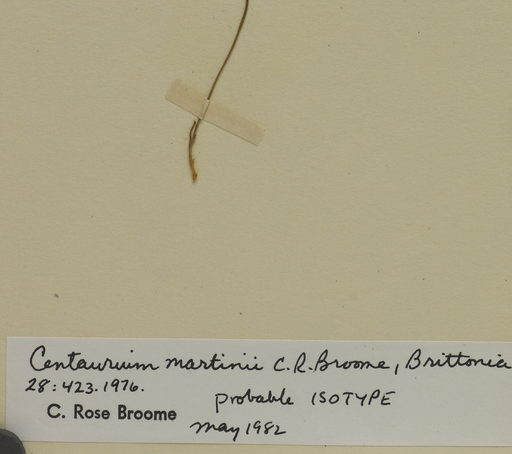 Centaurium martinii C.R. Broome, Brittonia
28:423.1976.
probable ISOTYPE
C. Rose Broome
May 1982